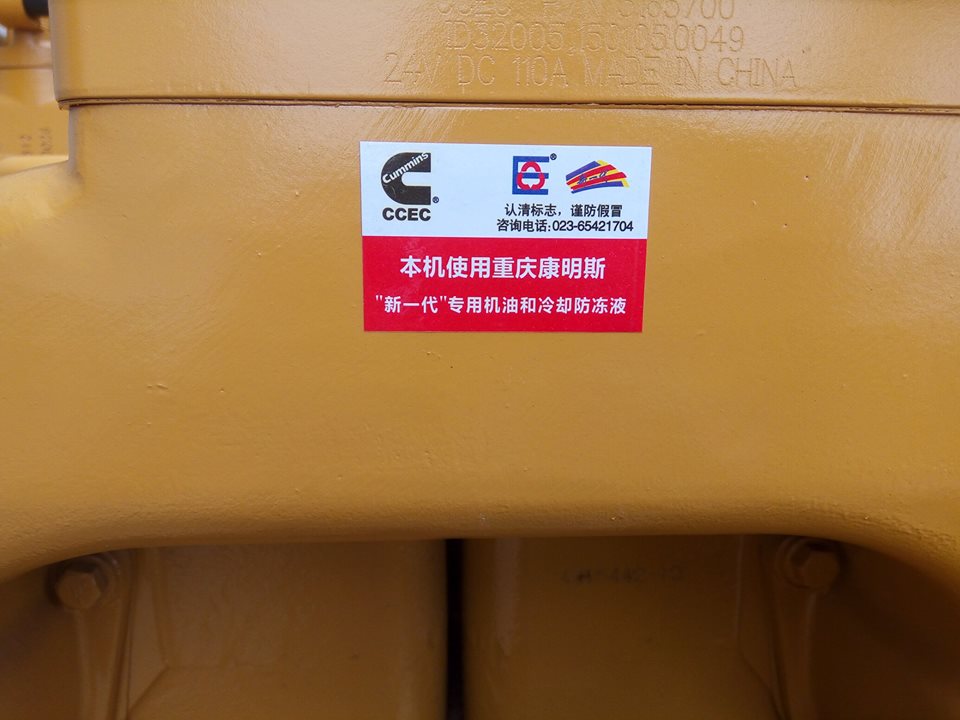 1D32005,1501050049
24V DC 110A MADE IN CHINA
Cummins
CCEC
认清标志，谨防假冒
咨询电话:023-65421704
本机使用重庆康明斯
"新一代"专用机油和冷却防冻液